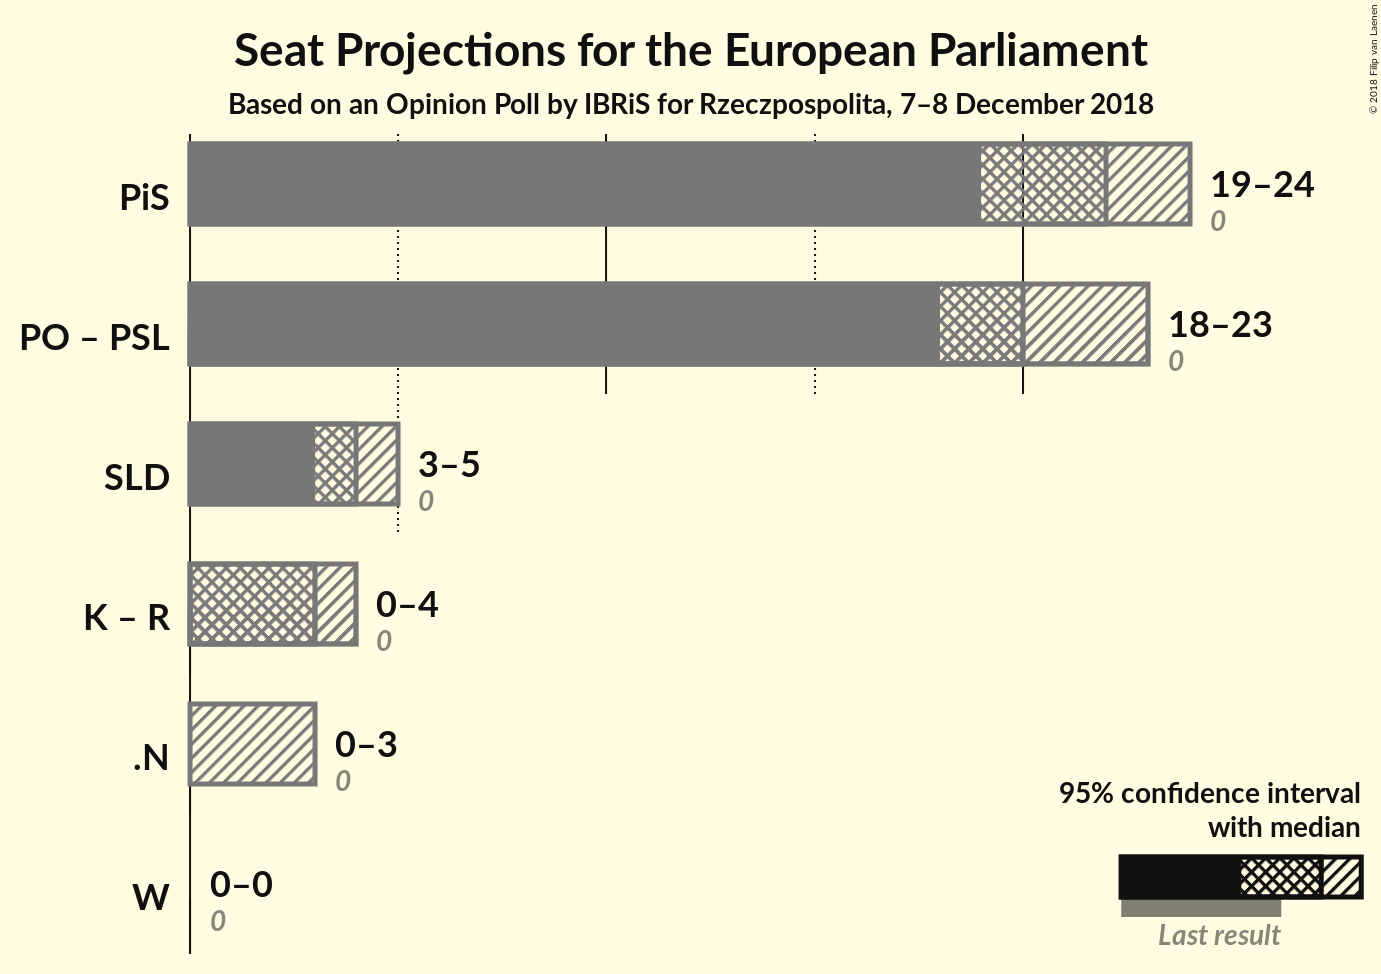 Seat Projections for the European Parliament
Based on an Opinion Poll by IBRiS for Rzeczpospolita, 7–8 December 2018
© 2018 Filip van Laenen
PiS
19–24
0
PO – PSL
18–23
0
SLD
3–5
0
K – R
0–4
0
.N
0–3
0
W
0–0
0
95% confidence interval
with median
Last result